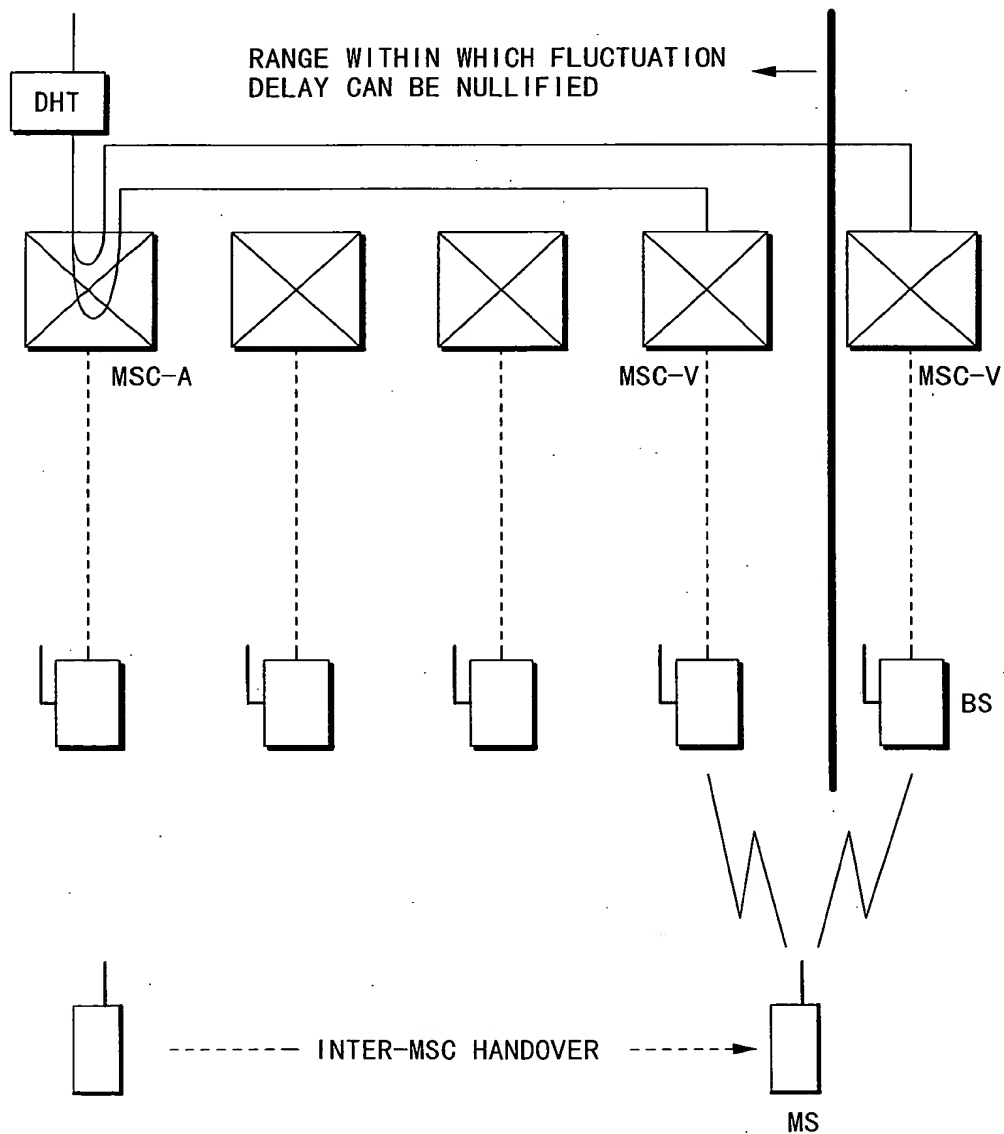 RANGE WITHIN WHICH FLUCTUATION
DELAY CAN BE NULLIFIED
DHT
MSC-A
MSC-V
MSC-V
BS
INTER-MSC HANDOVER
MS